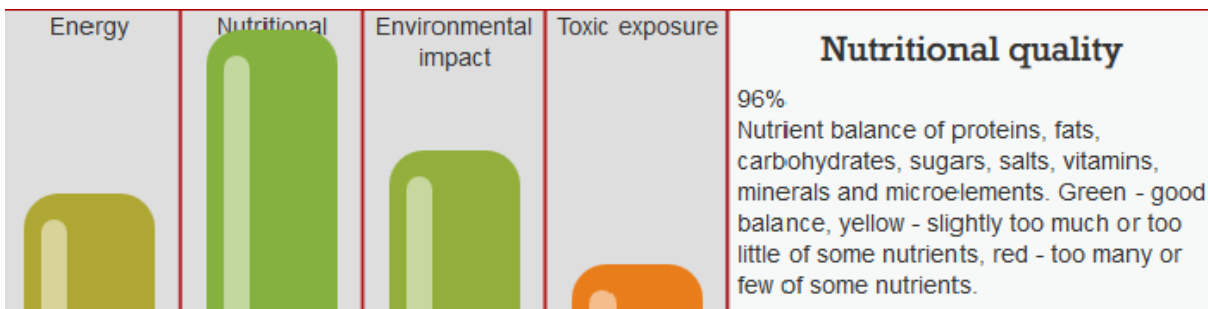 Energy
Nutritional
Environmental
impact
Toxic exposure
Nutritional quality
96%
Nutrient balance of proteins, fats,
carbohydrates, sugars, salts, vitamins,
minerals and microelements. Green - good
balance, yellow - slightly too much or too
little of some nutrients, red - too many or
few of some nutrients.